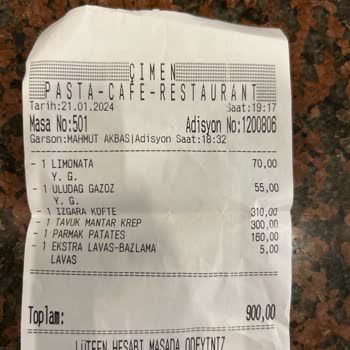 ÇIMEN
PASTA-CAFE-RESTAURANT
Tarih:21.01.2024 Saat:19:17
Masa No:501 Adisyon No:1200806
Garson:MAHMUT AKBAS|Adisyon Saat:18:32
- 1 LIMONATA 70,00
Y. G.
- 1 ULUDAG GAZOZ 55,00
Y. G.
- 1 IZGARA KOFTE 310,00
- 1 TAVUK MANTAR KREP 300,00
- 1 PARMAK PATATES 160,00
- 1 EKSTRA LAVAS-BAZLAMA 5,00
LAVAS
Toplam: 900,00
LÜTFEN HESABI MASADA ODEYINIZ